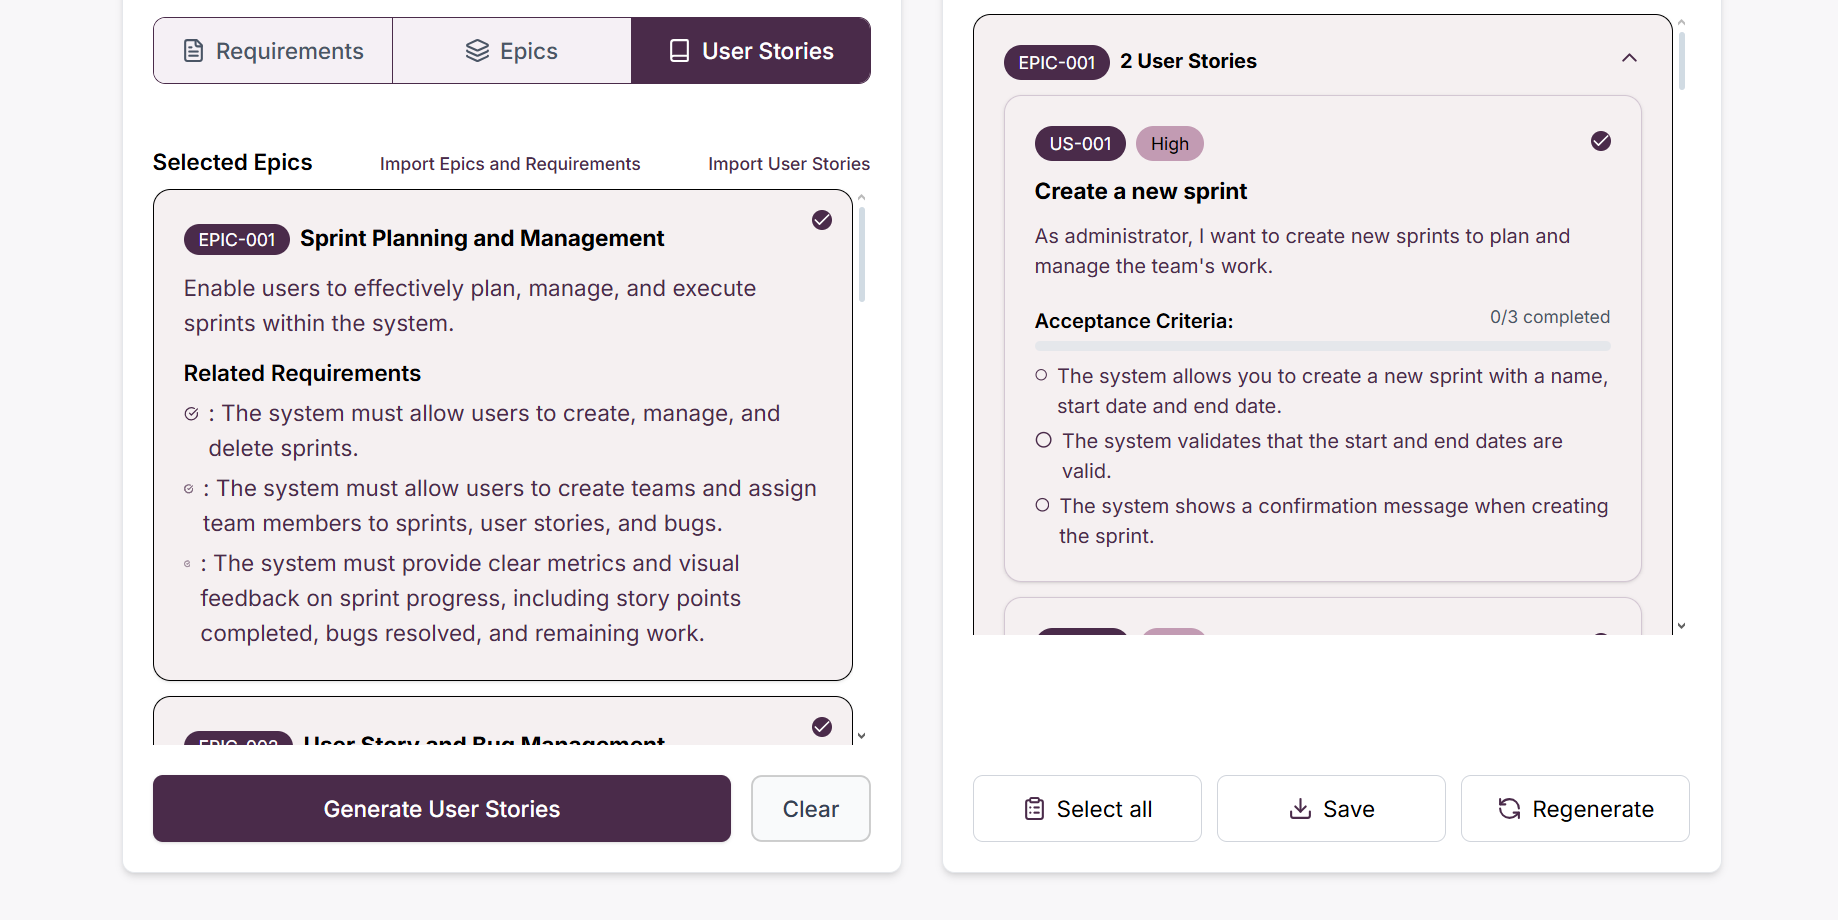 Requirements
Epics
User Stories
Selected Epics
Import Epics and Requirements
Import User Stories
EPIC-001 Sprint Planning and Management
Enable users to effectively plan, manage, and execute
sprints within the system.
Related Requirements
: The system must allow users to create, manage, and
delete sprints.
: The system must allow users to create teams and assign
team members to sprints, user stories, and bugs.
: The system must provide clear metrics and visual
feedback on sprint progress, including story points
completed, bugs resolved, and remaining work.
EPIC-002 User Story and Bug Management
Generate User Stories
Clear
EPIC-001 2 User Stories
US-001 High
Create a new sprint
As administrator, I want to create new sprints to plan and
manage the team's work.
Acceptance Criteria:
0/3 completed
The system allows you to create a new sprint with a name,
start date and end date.
The system validates that the start and end dates are
valid.
The system shows a confirmation message when creating
the sprint.
Select all
Save
Regenerate